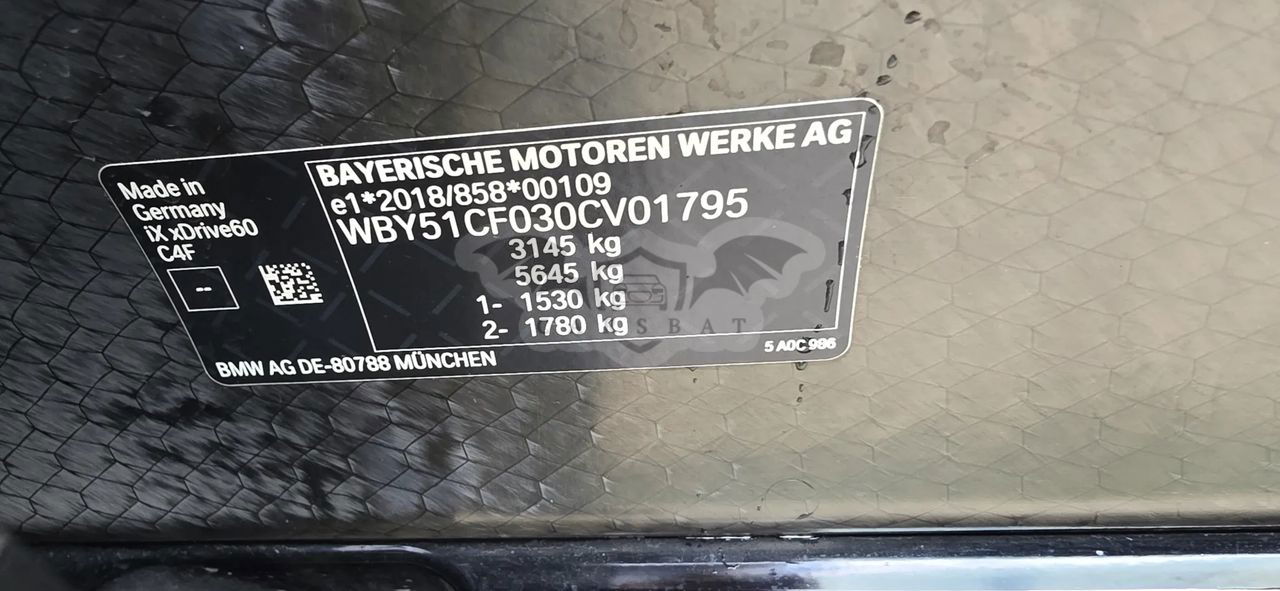 BAYERISCHE MOTOREN WERKE AG
e1*2018/858*00109
WBY51CF030CV01795
3145 kg
5645 kg
1- 1530 kg
2- 1780 kg
Made in
Germany
iX xDrive60
C4F
--
BMW AG DE-80788 MÜNCHEN
5 A0C 986